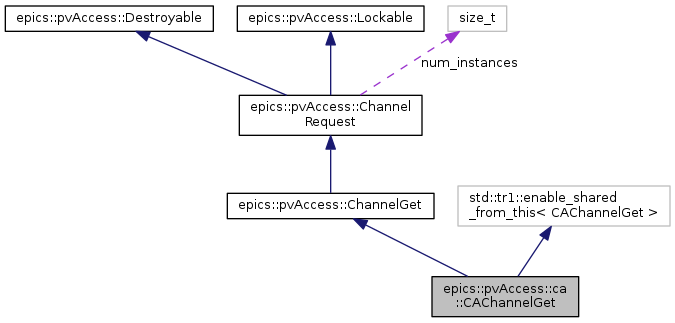 epics::pvAccess::Destroyable
epics::pvAccess::Lockable
size_t
num_instances
epics::pvAccess::Channel
Request
epics::pvAccess::ChannelGet
std::tr1::enable_shared
_from_this< CAChannelGet >
epics::pvAccess::ca
::CAChannelGet